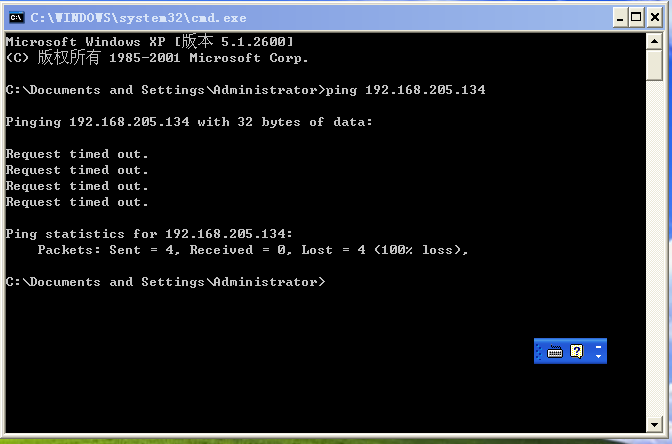 C:\WINDOWS\system32\cmd.exe
Microsoft Windows XP [版本 5.1.2600]
(C) 版权所有 1985-2001 Microsoft Corp.
C:\Documents and Settings\Administrator>ping 192.168.205.134
Pinging 192.168.205.134 with 32 bytes of data:
Request timed out.
Request timed out.
Request timed out.
Request timed out.
Ping statistics for 192.168.205.134:
Packets: Sent = 4, Received = 0, Lost = 4 (100% loss),
C:\Documents and Settings\Administrator>